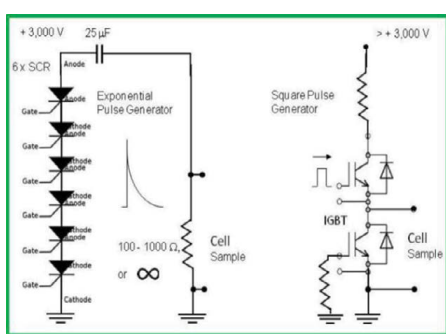 + 3,000 V
25 µF
> + 3,000 V
6 x SCR
Anode
Exponential
Pulse Generator
Square Pulse
Generator
Gate
Cathode
Anode
Gate
Cathode
Anode
Gate
Cathode
Anode
Gate
Cathode
Anode
Gate
Cathode
Anode
Gate
Cathode
100 - 1000 Ω,
or ∞
Cell
Sample
IGBT
Cell
Sample